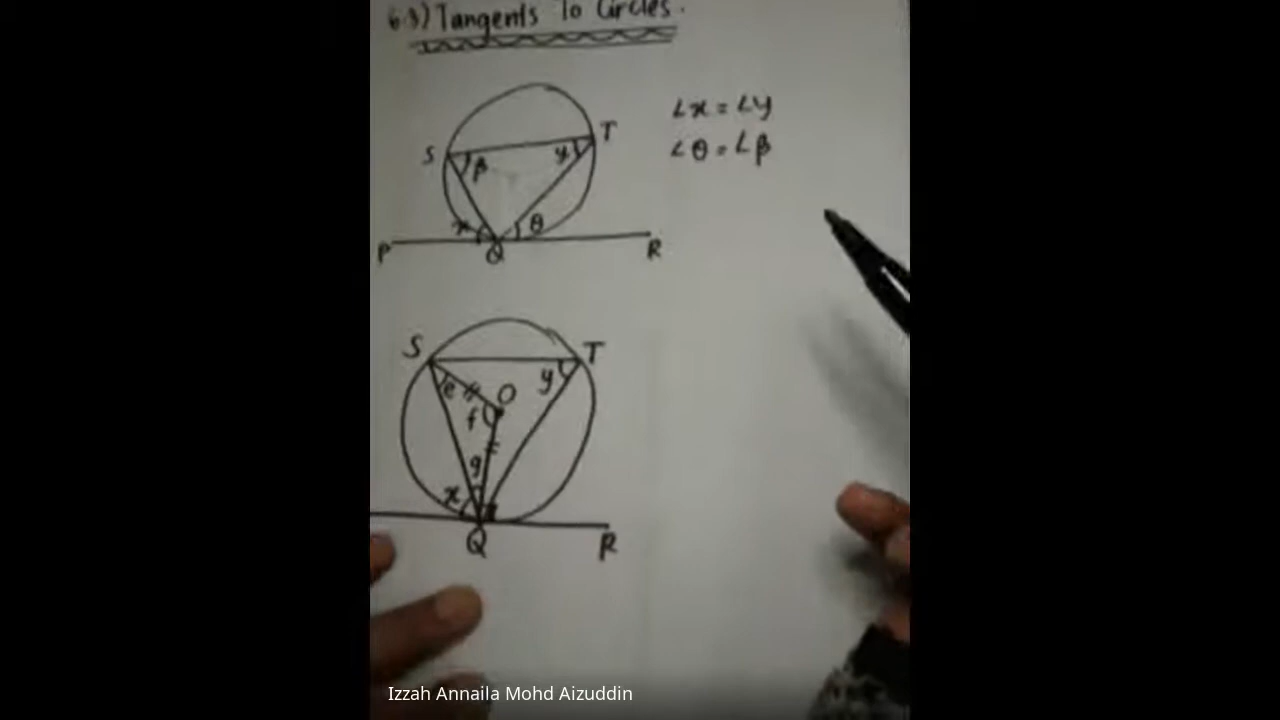 6.3) Tangents To Circles.
∠x = ∠y
∠θ = ∠β
S
T
β
y
x
θ
P
Q
R
S
T
e
O
y
f
g
x
Q
R
Izzah Annaila Mohd Aizuddin